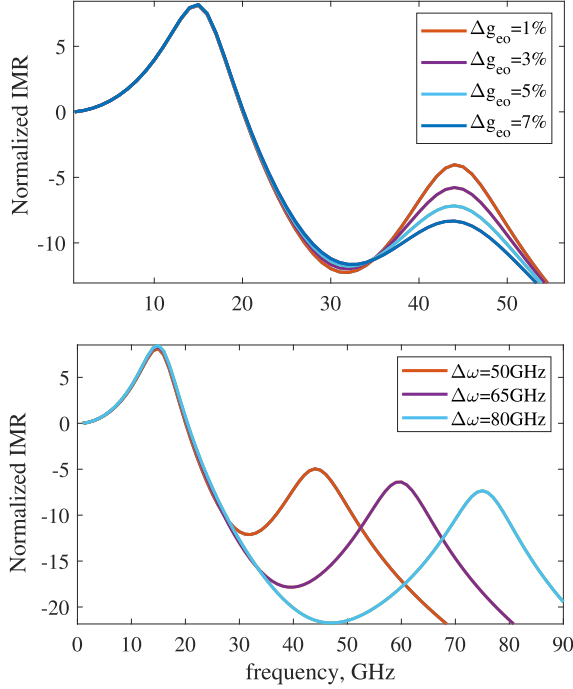 5
0
-5
-10
Normalized IMR
Δg_eo=1%
Δg_eo=3%
Δg_eo=5%
Δg_eo=7%
10 20 30 40 50
5
0
-5
-10
-15
-20
Normalized IMR
Δω=50GHz
Δω=65GHz
Δω=80GHz
0 10 20 30 40 50 60 70 80 90
frequency, GHz